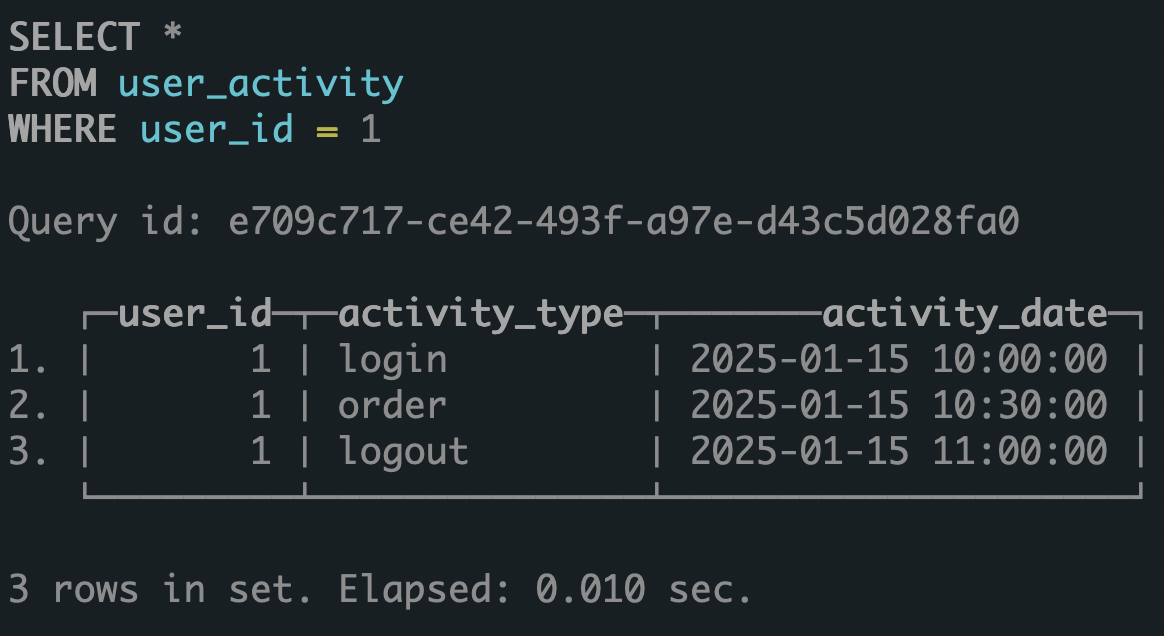 SELECT *
FROM user_activity
WHERE user_id = 1
Query id: e709c717-ce42-493f-a97e-d43c5d028fa0
user_id activity_type activity_date
1. 1 login 2025-01-15 10:00:00
2. 1 order 2025-01-15 10:30:00
3. 1 logout 2025-01-15 11:00:00
3 rows in set. Elapsed: 0.010 sec.